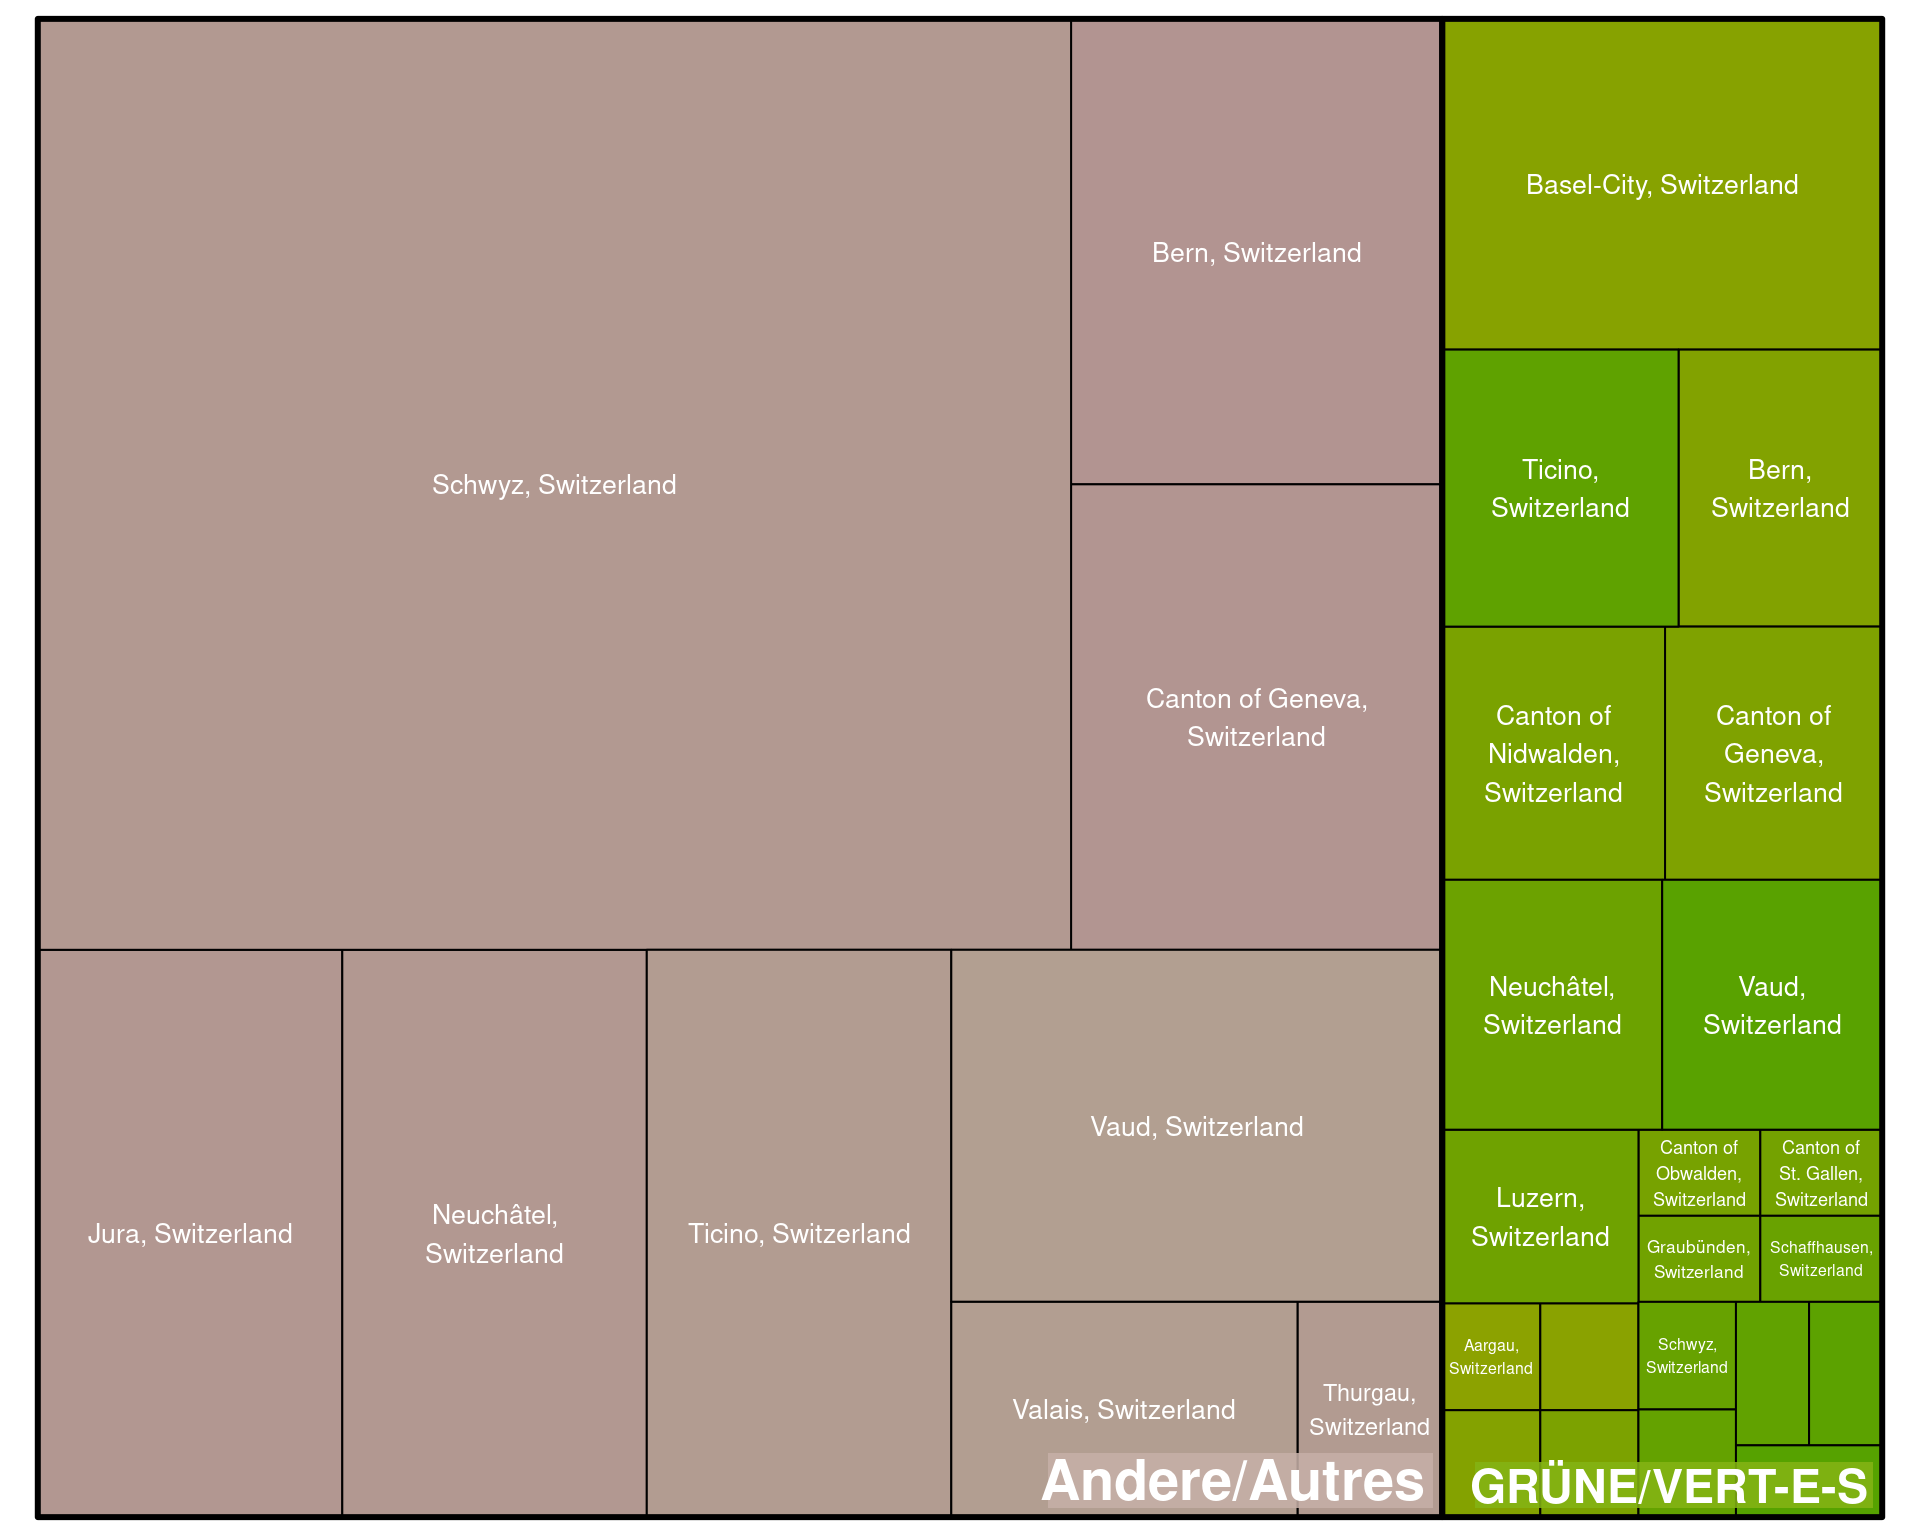 Schwyz, Switzerland
Bern, Switzerland
Canton of Geneva,
Switzerland
Jura, Switzerland
Neuchâtel,
Switzerland
Ticino, Switzerland
Vaud, Switzerland
Valais, Switzerland
Thurgau,
Switzerland
Andere/Autres
Basel-City, Switzerland
Ticino,
Switzerland
Bern,
Switzerland
Canton of
Nidwalden,
Switzerland
Canton of
Geneva,
Switzerland
Neuchâtel,
Switzerland
Vaud,
Switzerland
Luzern,
Switzerland
Canton of
Obwalden,
Switzerland
Canton of
St. Gallen,
Switzerland
Graubünden,
Switzerland
Schaffhausen,
Switzerland
Aargau,
Switzerland
Schwyz,
Switzerland
GRÜNE/VERT-E-S